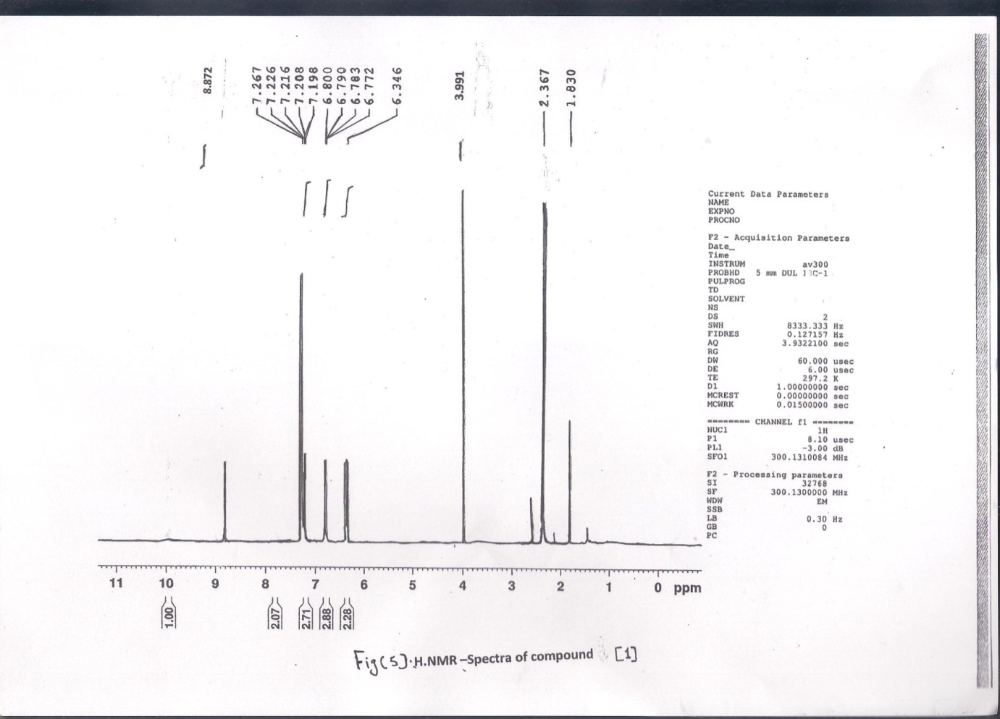 8.872
7.267
7.226
7.216
7.208
7.198
6.800
6.790
6.783
6.772
6.346
3.991
2.367
1.830
Current Data Parameters
NAME
EXPNO
PROCNO
F2 - Acquisition Parameters
Date_
Time
INSTRUM av300
PROBHD 5 mm DUL 13C-1
PULPROG
TD
SOLVENT
NS
DS 2
SWH 8333.333 Hz
FIDRES 0.127157 Hz
AQ 3.9322100 sec
RG
DW 60.000 usec
DE 6.00 usec
TE 297.2 K
D1 1.00000000 sec
MCREST 0.00000000 sec
MCWRK 0.01500000 sec
======== CHANNEL f1 ========
NUC1 1H
P1 8.10 usec
PL1 -3.00 dB
SFO1 300.1310084 MHz
F2 - Processing parameters
SI 32768
SF 300.1300000 MHz
WDW EM
SSB
LB 0.30 Hz
GB 0
PC
11 10 9 8 7 6 5 4 3 2 1 0 ppm
1.00 2.07 2.71 2.88 2.28
Fig(5).H.NMR –Spectra of compound [1]